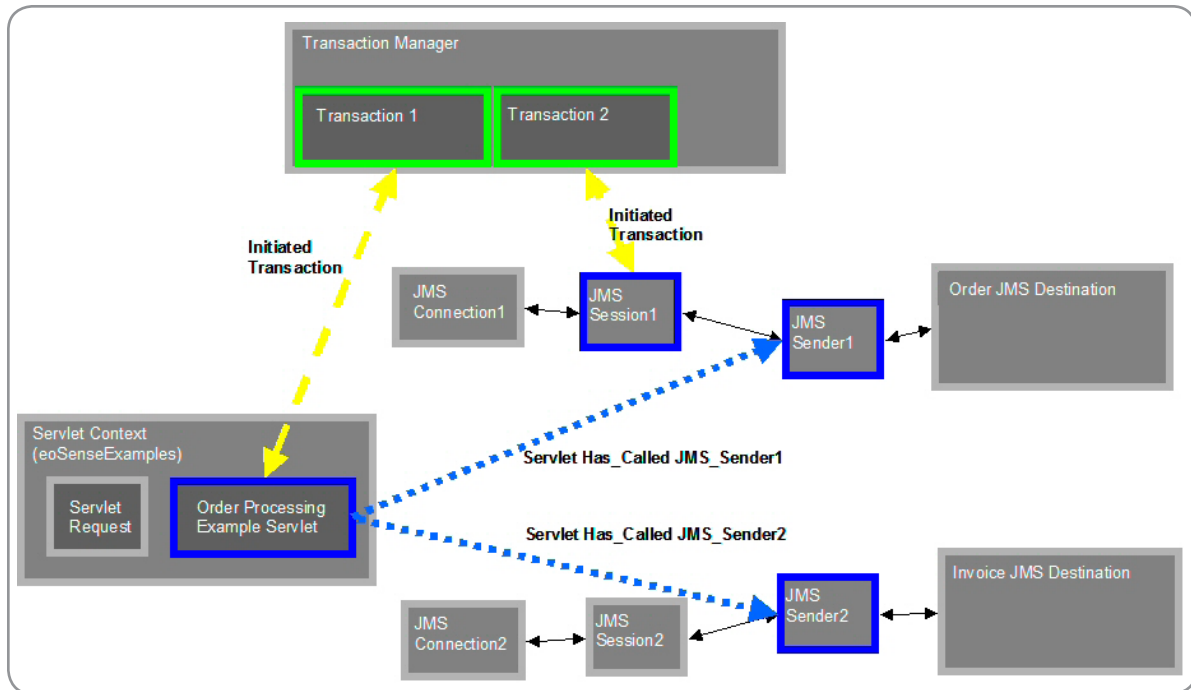 Transaction Manager
Transaction 1
Transaction 2
Initiated
Transaction
Initiated
Transaction
JMS
Connection1
JMS
Session1
JMS
Sender1
Order JMS Destination
Servlet Context
(eoSenseExamples)
Servlet
Request
Order Processing
Example Servlet
Servlet Has_Called JMS_Sender1
Servlet Has_Called JMS_Sender2
JMS
Connection2
JMS
Session2
JMS
Sender2
Invoice JMS Destination